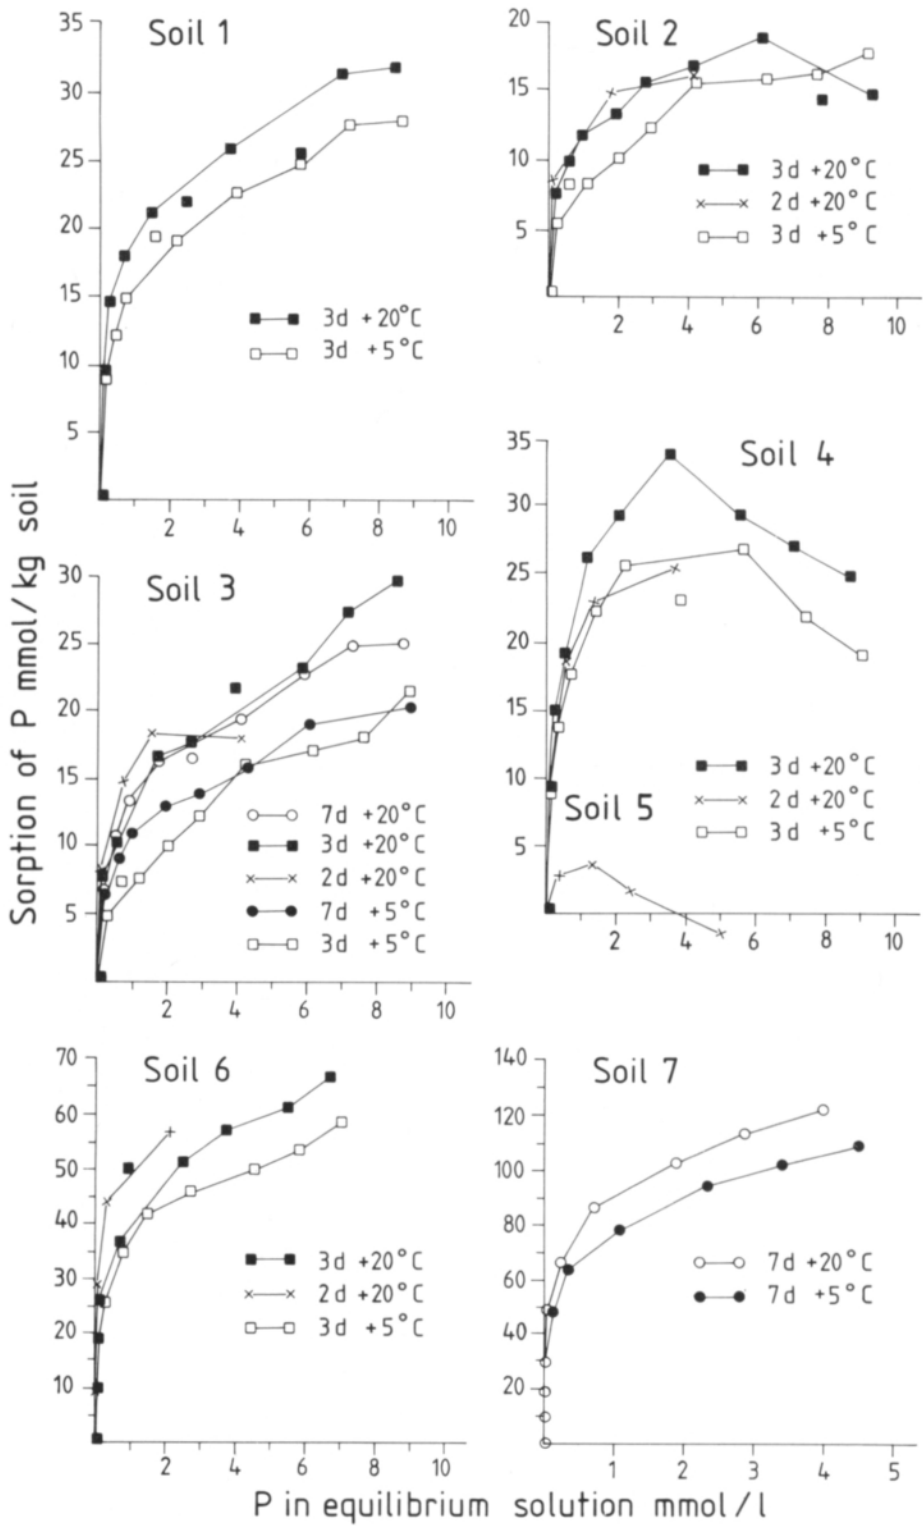 Sorption of P mmol/kg soil
Soil 1
35
30
25
20
15
10
5
2 4 6 8 10
3d +20°C
3d +5°C
Soil 2
20
15
10
5
2 4 6 8 10
3d +20°C
2d +20°C
3d +5°C
Soil 3
30
25
20
15
10
5
2 4 6 8 10
7d +20°C
3d +20°C
2d +20°C
7d +5°C
3d +5°C
Soil 4
35
30
25
20
15
10
5
2 4 6 8 10
3d +20°C
2d +20°C
3d +5°C
Soil 5
Soil 6
70
60
50
40
30
20
10
2 4 6 8 10
3d +20°C
2d +20°C
3d +5°C
Soil 7
140
120
100
80
60
40
20
1 2 3 4 5
7d +20°C
7d +5°C
P in equilibrium solution mmol/l